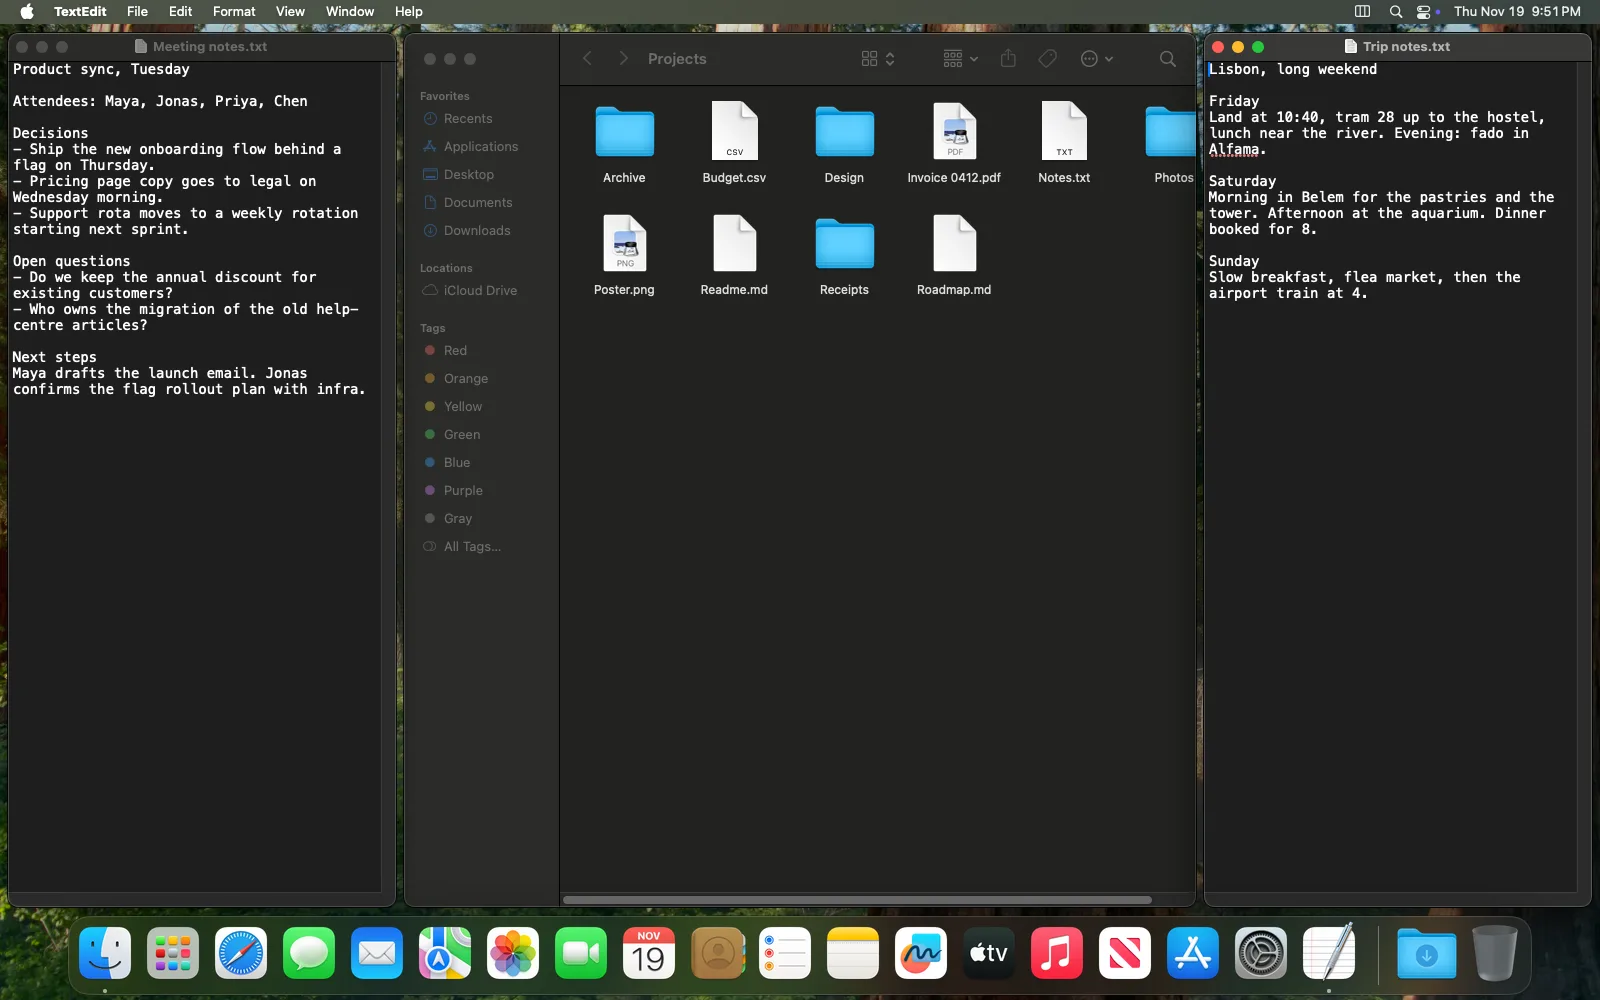 TextEdit File Edit Format View Window Help
Thu Nov 19 9:51 PM
Meeting notes.txt
Product sync, Tuesday
Attendees: Maya, Jonas, Priya, Chen
Decisions
– Ship the new onboarding flow behind a
flag on Thursday.
– Pricing page copy goes to legal on
Wednesday morning.
– Support rota moves to a weekly rotation
starting next sprint.
Open questions
– Do we keep the annual discount for
existing customers?
– Who owns the migration of the old help–
centre articles?
Next steps
Maya drafts the launch email. Jonas
confirms the flag rollout plan with infra.
Favorites
Recents
Applications
Desktop
Documents
Downloads
Locations
iCloud Drive
Tags
Red
Orange
Yellow
Green
Blue
Purple
Gray
All Tags...
Projects
CSV
PDF
TXT
Archive
Budget.csv
Design
Invoice 0412.pdf
Notes.txt
Photos
PNG
Poster.png
Readme.md
Receipts
Roadmap.md
Trip notes.txt
Lisbon, long weekend
Friday
Land at 10:40, tram 28 up to the hostel,
lunch near the river. Evening: fado in
Alfama.
Saturday
Morning in Belem for the pastries and the
tower. Afternoon at the aquarium. Dinner
booked for 8.
Sunday
Slow breakfast, flea market, then the
airport train at 4.
NOV
19
tv